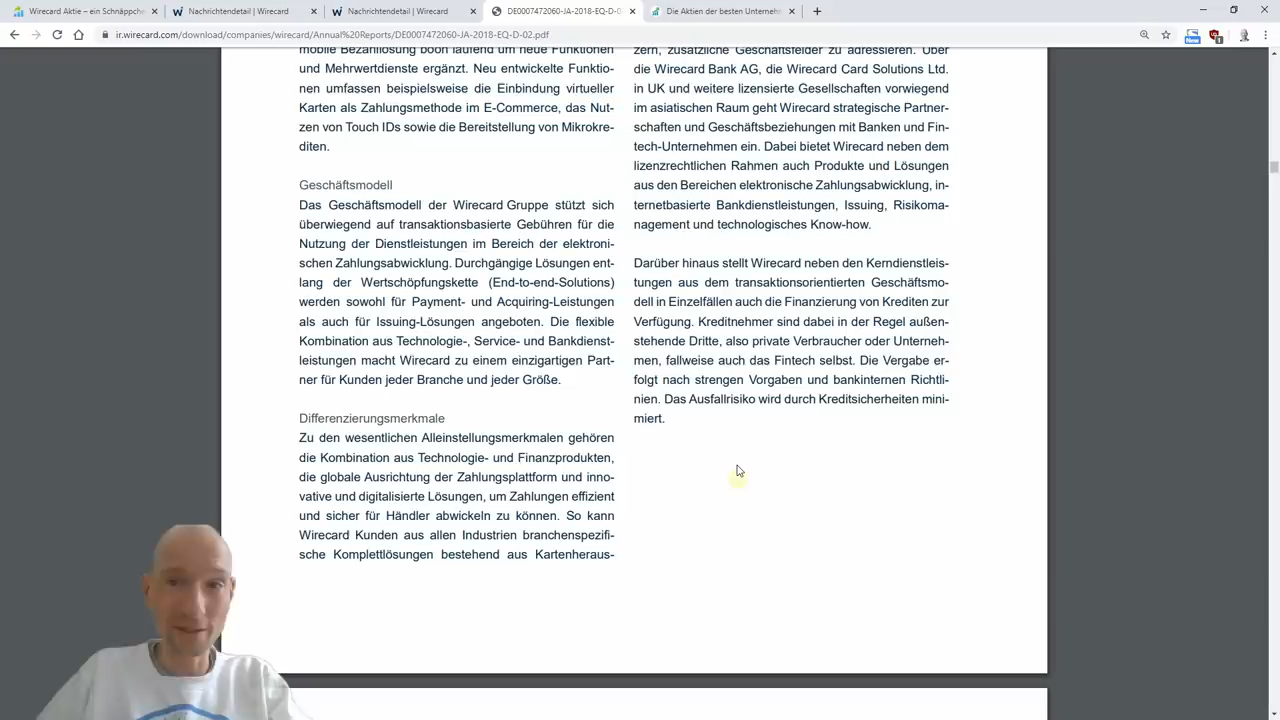 Wirecard Aktie – ein Schnäppche
Nachrichtendetail | Wirecard
Nachrichtendetail | Wirecard
DE0007472060-JA-2018-EQ-D-0
Die Aktien der besten Unterneh
ir.wirecard.com/download/companies/wirecard/Annual%20Reports/DE0007472060-JA-2018-EQ-D-02.pdf
New
1
mobile Bezahllösung boon laufend um neue Funktionen
und Mehrwertdienste ergänzt. Neu entwickelte Funktio-
nen umfassen beispielsweise die Einbindung virtueller
Karten als Zahlungsmethode im E-Commerce, das Nut-
zen von Touch IDs sowie die Bereitstellung von Mikrokre-
diten.
Geschäftsmodell
Das Geschäftsmodell der Wirecard Gruppe stützt sich
überwiegend auf transaktionsbasierte Gebühren für die
Nutzung der Dienstleistungen im Bereich der elektroni-
schen Zahlungsabwicklung. Durchgängige Lösungen ent-
lang der Wertschöpfungskette (End-to-end-Solutions)
werden sowohl für Payment- und Acquiring-Leistungen
als auch für Issuing-Lösungen angeboten. Die flexible
Kombination aus Technologie-, Service- und Bankdienst-
leistungen macht Wirecard zu einem einzigartigen Part-
ner für Kunden jeder Branche und jeder Größe.
Differenzierungsmerkmale
Zu den wesentlichen Alleinstellungsmerkmalen gehören
die Kombination aus Technologie- und Finanzprodukten,
die globale Ausrichtung der Zahlungsplattform und inno-
vative und digitalisierte Lösungen, um Zahlungen effizient
und sicher für Händler abwickeln zu können. So kann
Wirecard Kunden aus allen Industrien branchenspezifi-
sche Komplettlösungen bestehend aus Kartenheraus-
zern, zusätzliche Geschäftsfelder zu adressieren. Über
die Wirecard Bank AG, die Wirecard Card Solutions Ltd.
in UK und weitere lizensierte Gesellschaften vorwiegend
im asiatischen Raum geht Wirecard strategische Partner-
schaften und Geschäftsbeziehungen mit Banken und Fin-
tech-Unternehmen ein. Dabei bietet Wirecard neben dem
lizenzrechtlichen Rahmen auch Produkte und Lösungen
aus den Bereichen elektronische Zahlungsabwicklung, in-
ternetbasierte Bankdienstleistungen, Issuing, Risikoma-
nagement und technologisches Know-how.
Darüber hinaus stellt Wirecard neben den Kerndienstleis-
tungen aus dem transaktionsorientierten Geschäftsmo-
dell in Einzelfällen auch die Finanzierung von Krediten zur
Verfügung. Kreditnehmer sind dabei in der Regel außen-
stehende Dritte, also private Verbraucher oder Unterneh-
men, fallweise auch das Fintech selbst. Die Vergabe er-
folgt nach strengen Vorgaben und bankinternen Richtli-
nien. Das Ausfallrisiko wird durch Kreditsicherheiten mini-
miert.